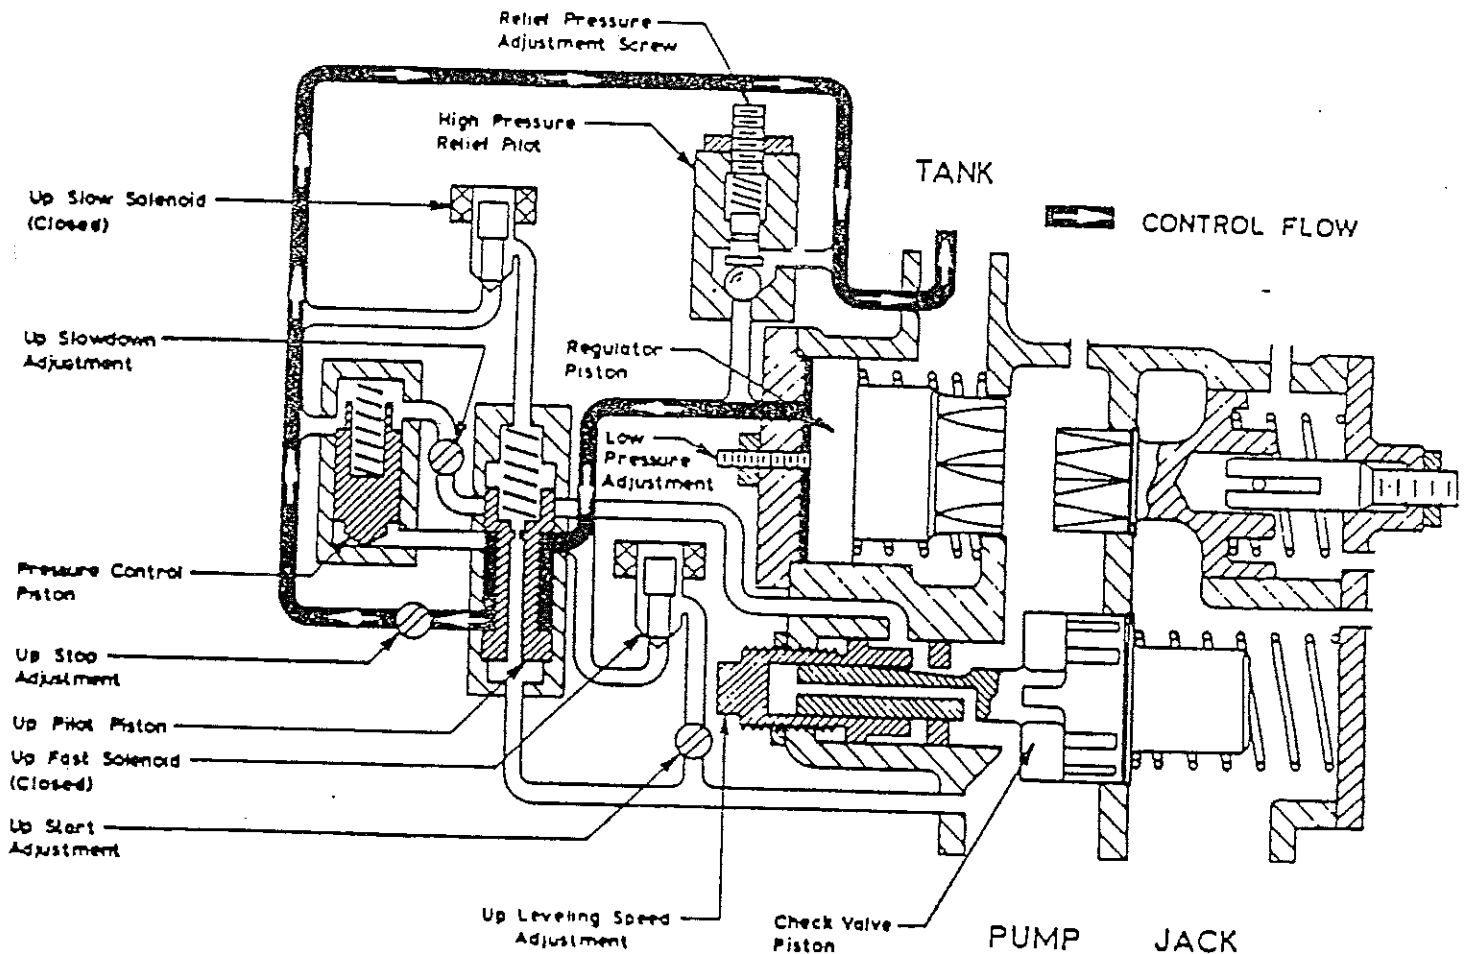 Relief Pressure
Adjustment Screw
High Pressure
Relief Pilot
TANK
CONTROL FLOW
Up Slow Solenoid
(Closed)
Up Slowdown
Adjustment
Regulator
Piston
Low
Pressure
Adjustment
Pressure Control
Piston
Up Stop
Adjustment
Up Pilot Piston
Up Fast Solenoid
(Closed)
Up Start
Adjustment
Up Leveling Speed
Adjustment
Check Valve
Piston
PUMP
JACK